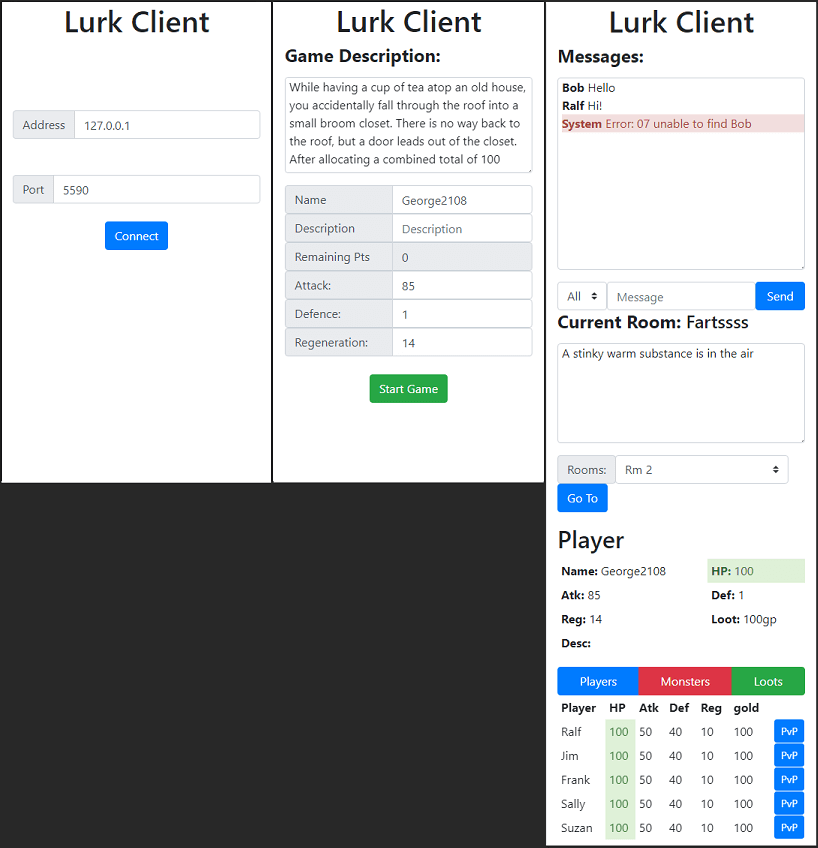 Lurk Client
Address 127.0.0.1
Port 5590
Connect
Lurk Client
Game Description:
While having a cup of tea atop an old house,
you accidentally fall through the roof into a
small broom closet. There is no way back to
the roof, but a door leads out of the closet.
After allocating a combined total of 100
Name George2108
Description Description
Remaining Pts 0
Attack: 85
Defence: 1
Regeneration: 14
Start Game
Lurk Client
Messages:
Bob Hello
Ralf Hi!
System Error: 07 unable to find Bob
All Message Send
Current Room: Fartssss
A stinky warm substance is in the air
Rooms: Rm 2
Go To
Player
Name: George2108 HP: 100
Atk: 85 Def: 1
Reg: 14 Loot: 100gp
Desc:
Players Monsters Loots
Player HP Atk Def Reg gold
Ralf 100 50 40 10 100 PvP
Jim 100 50 40 10 100 PvP
Frank 100 50 40 10 100 PvP
Sally 100 50 40 10 100 PvP
Suzan 100 50 40 10 100 PvP